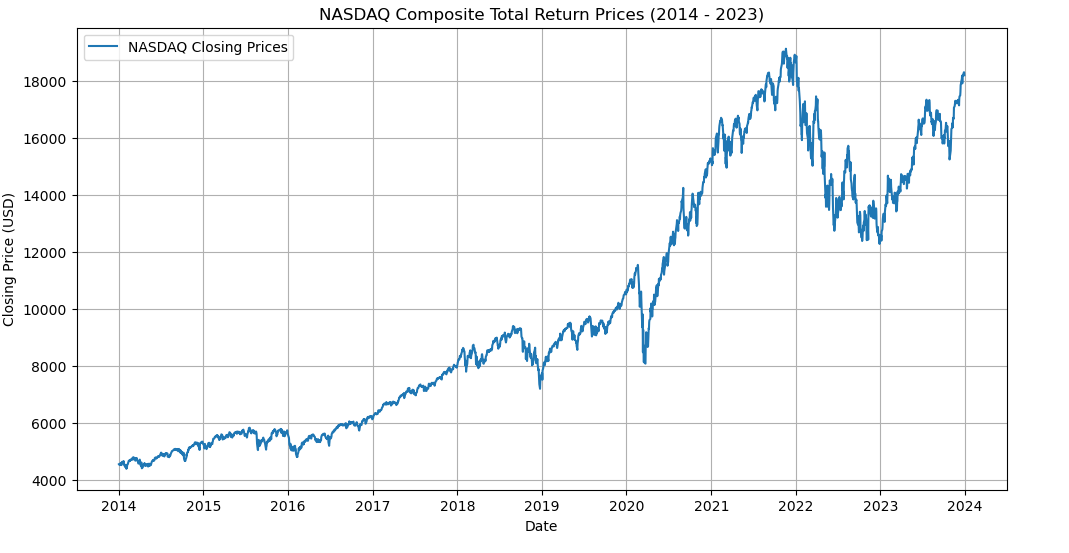 NASDAQ Composite Total Return Prices (2014 - 2023)
NASDAQ Closing Prices
Closing Price (USD)
18000
16000
14000
12000
10000
8000
6000
4000
2014 2015 2016 2017 2018 2019 2020 2021 2022 2023 2024
Date